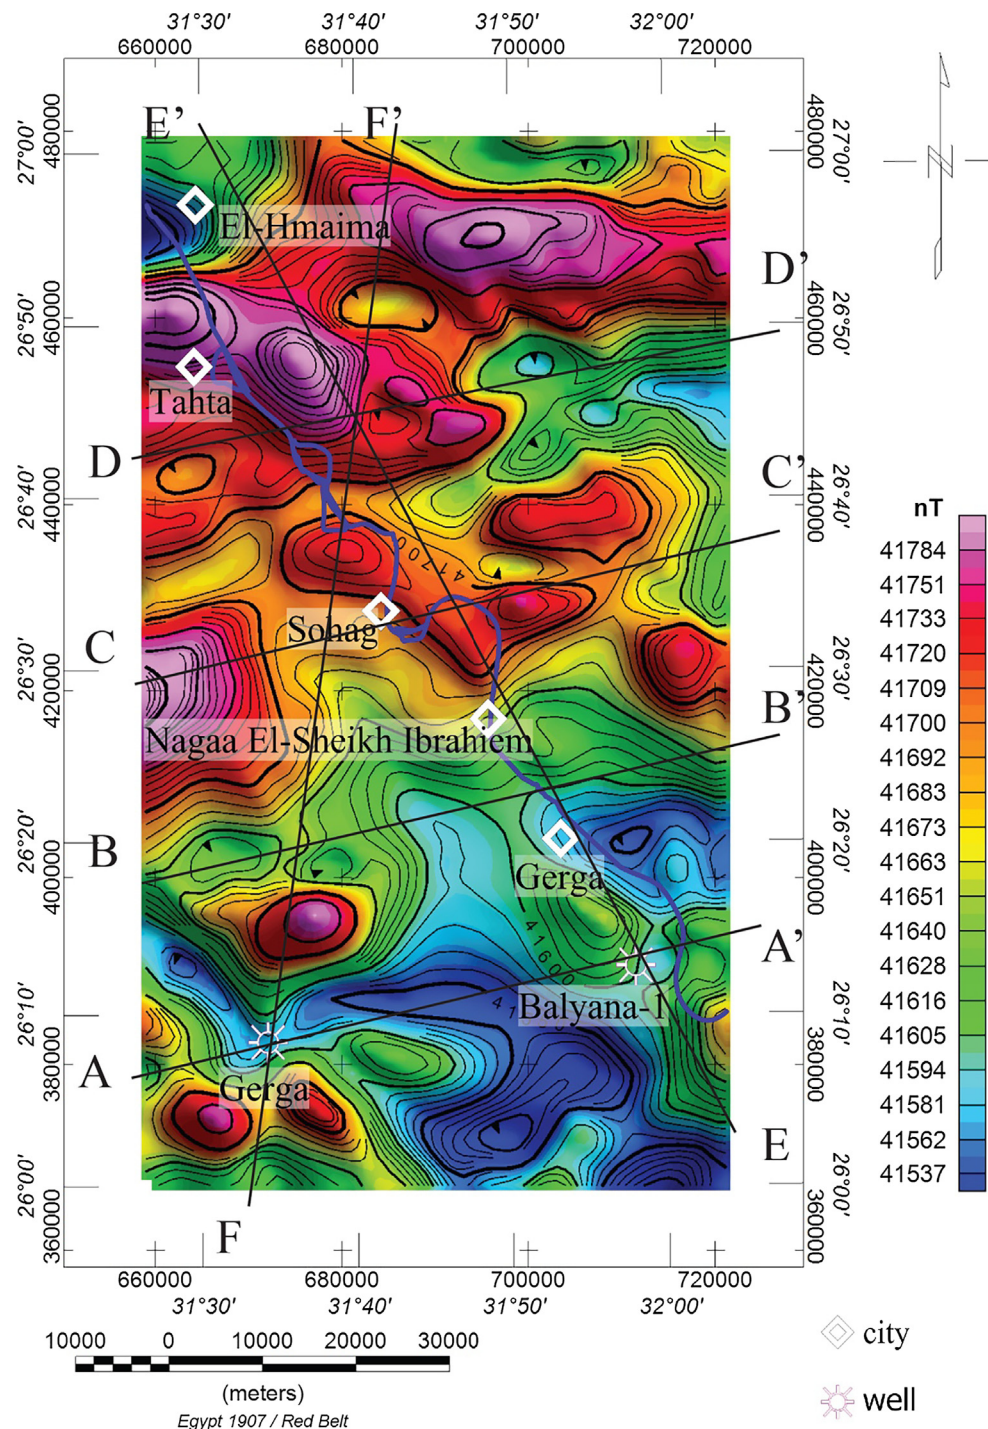 31°30' 31°40' 31°50' 32°00'
660000 680000 700000 720000
E’ F’
27°00' 480000 480000 27°00'
N
El-Hmaima
D’
26°50' 460000 460000 26°50'
Tahta
D
C’
26°40' 440000 440000 26°40'
nT
41784
41751
41733
41720
41709
41700
41692
41683
41673
41663
41651
41640
41628
41616
41605
41594
41581
41562
41537
41700
Sohag
C
26°30' 420000 420000 26°30'
B’
Nagaa El-Sheikh Ibrahiem
B
26°20' 400000 400000 26°20'
Gerga
41600
A’
Balyana-1
26°10' 380000 380000 26°10'
A
Gerga
E
26°00' 360000 360000 26°00'
F
660000 680000 700000 720000
31°30' 31°40' 31°50' 32°00'
10000 0 10000 20000 30000
(meters)
Egypt 1907 / Red Belt
city
well